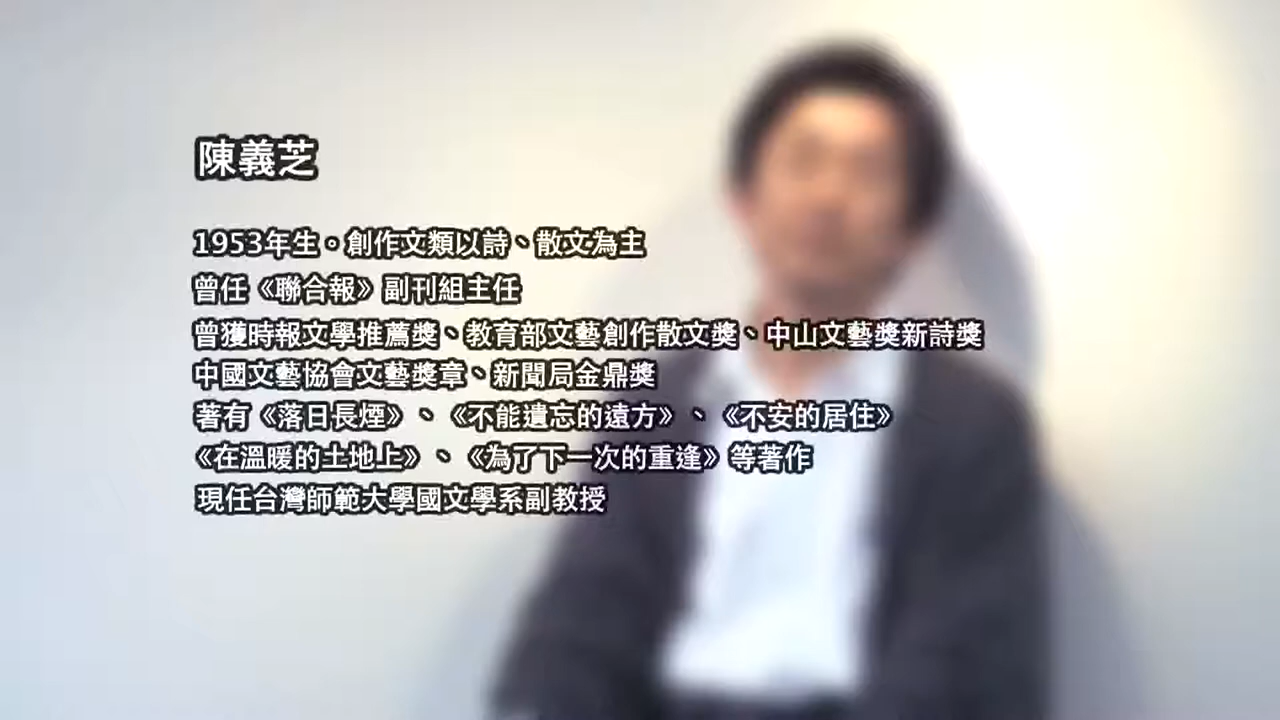 陳義芝
1953年生。創作文類以詩、散文為主
曾任《聯合報》副刊組主任
曾獲時報文學推薦獎、教育部文藝創作散文獎、中山文藝獎新詩獎
中國文藝協會文藝獎章、新聞局金鼎獎
著有《落日長煙》、《不能遺忘的遠方》、《不安的居住》
《在溫暖的土地上》、《為了下一次的重逢》等著作
現任台灣師範大學國文學系副教授